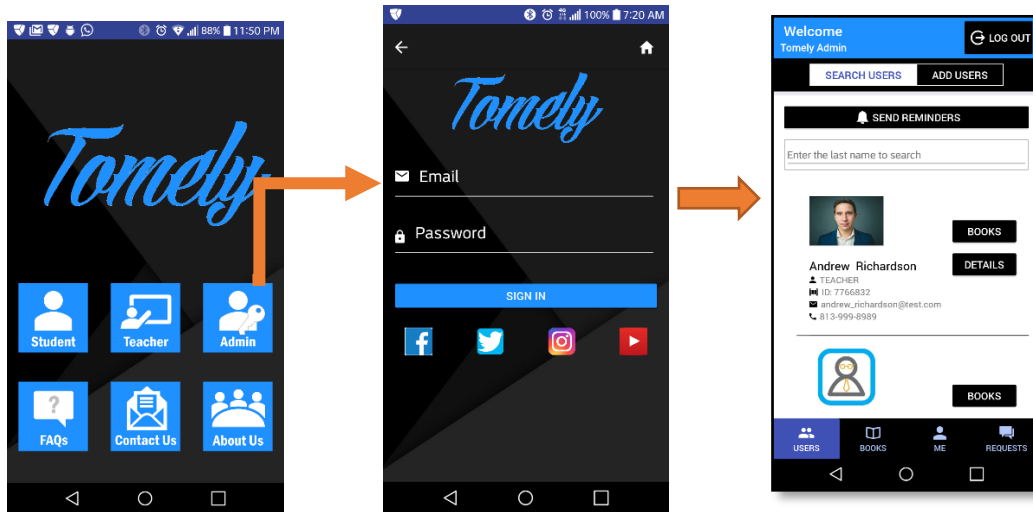 88% 11:50 PM
Tomely
Student Teacher Admin
?
FAQs Contact Us About Us
100% 7:20 AM
Tomely
Email
Password
SIGN IN
Welcome
Tomely Admin
LOG OUT
SEARCH USERS ADD USERS
SEND REMINDERS
Enter the last name to search
BOOKS
Andrew Richardson
DETAILS
TEACHER
ID: 7766832
andrew_richardson@test.com
813-999-8989
BOOKS
USERS BOOKS ME REQUESTS